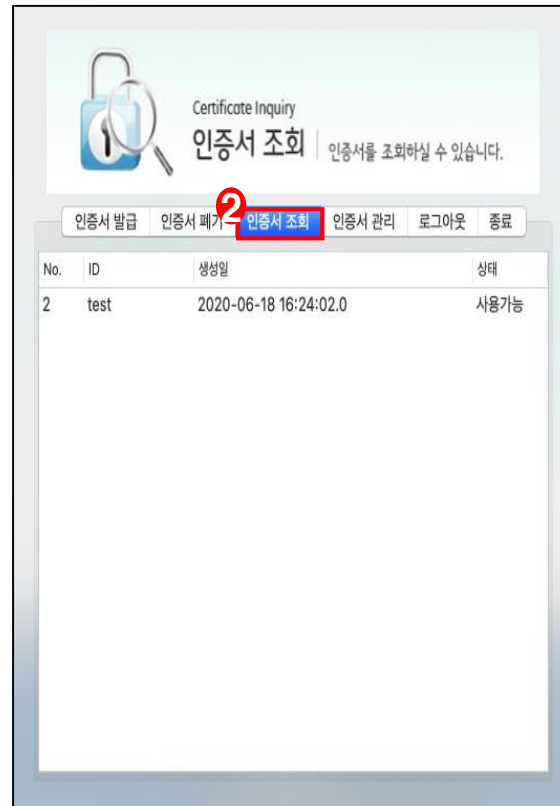 Certificate Inquiry
인증서 조회 인증서를 조회하실 수 있습니다.
2
인증서 발급 인증서 폐기 인증서 조회 인증서 관리 로그아웃 종료
No. ID 생성일 상태
2 test 2020-06-18 16:24:02.0 사용가능